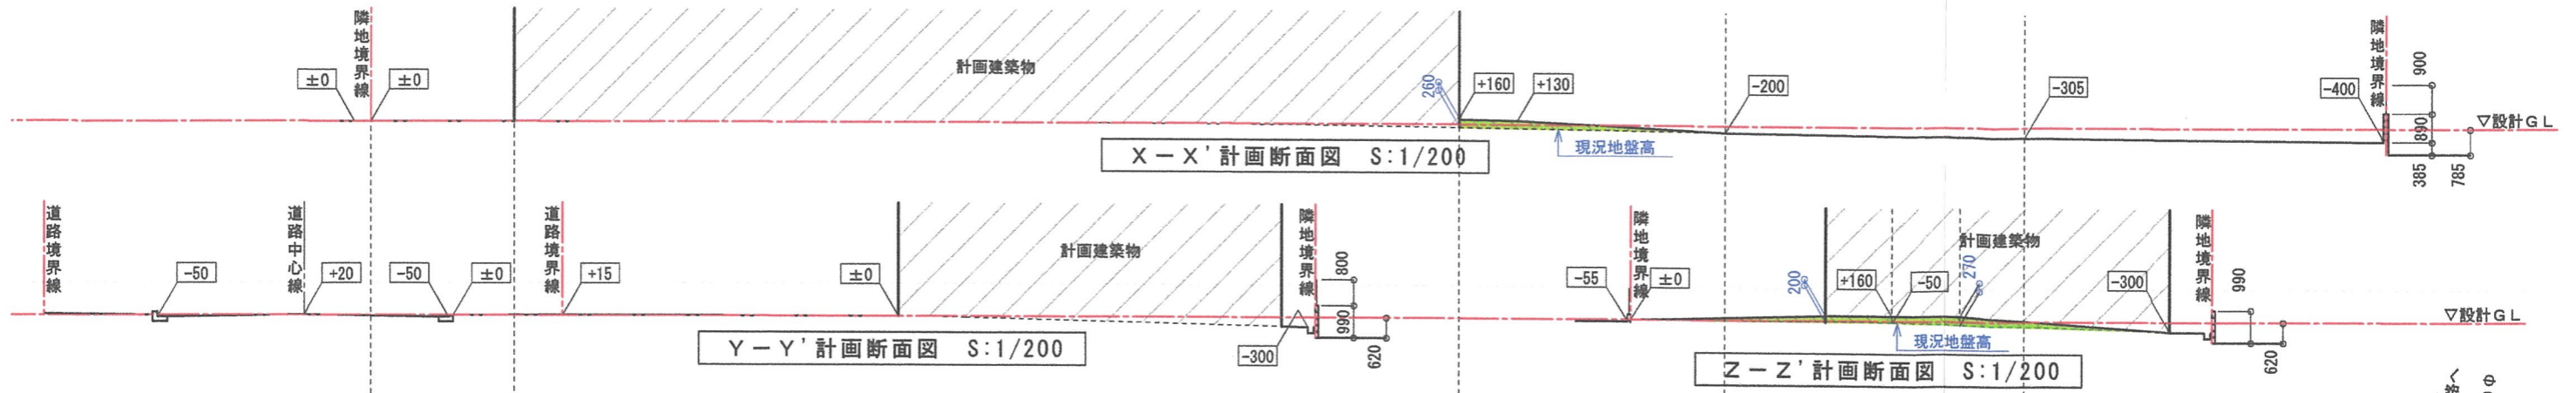 隣地境界線
±0
±0
計画建築物
260
+160
+130
-200
-305
-400
隣地境界線
900
890
385
785
▽設計GL
現況地盤高
X-X'計画断面図 S:1/200
道路境界線
-50
道路中心線
+20
-50
±0
道路境界線
+15
±0
計画建築物
隣地境界線
800
990
620
-300
Y-Y'計画断面図 S:1/200
-55
隣地境界線
±0
200
計画建築物
+160
-50
270
-300
隣地境界線
990
620
▽設計GL
現況地盤高
Z-Z'計画断面図 S:1/200